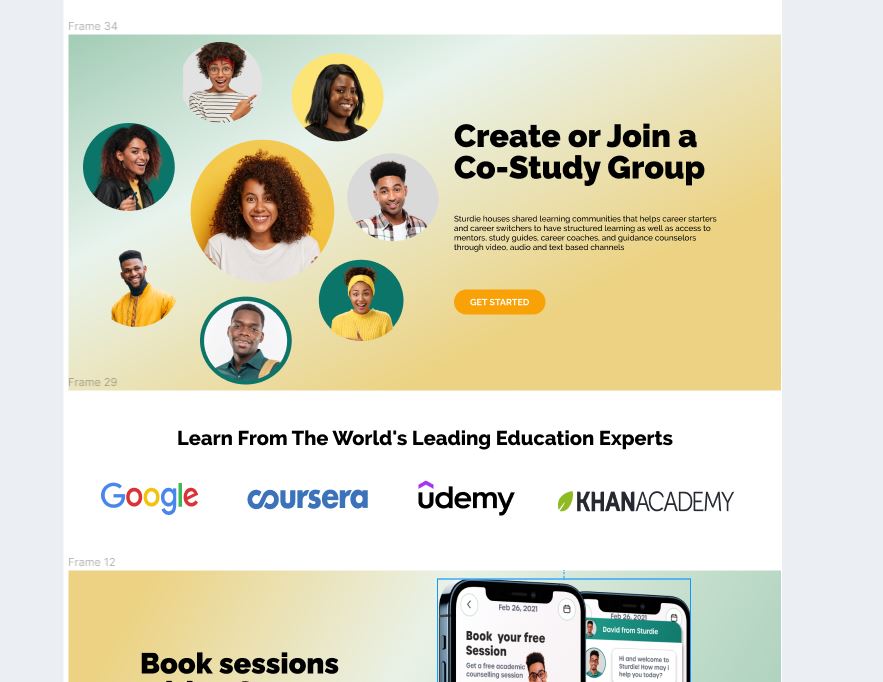 Frame 34
Create or Join a
Co-Study Group
Sturdie houses shared learning communities that helps career starters
and career switchers to have structured learning as well as access to
mentors, study guides, career coaches, and guidance counselors
through video, audio and text based channels
GET STARTED
Frame 29
Learn From The World's Leading Education Experts
Google
coursera
udemy
KHANACADEMY
Frame 12
Book sessions
Feb 26, 2021
Book your free
Session
Get a free academic
counselling session
Feb 26, 2021
David from Sturdie
Hi and welcome to
Sturdie! How may I
help you today?